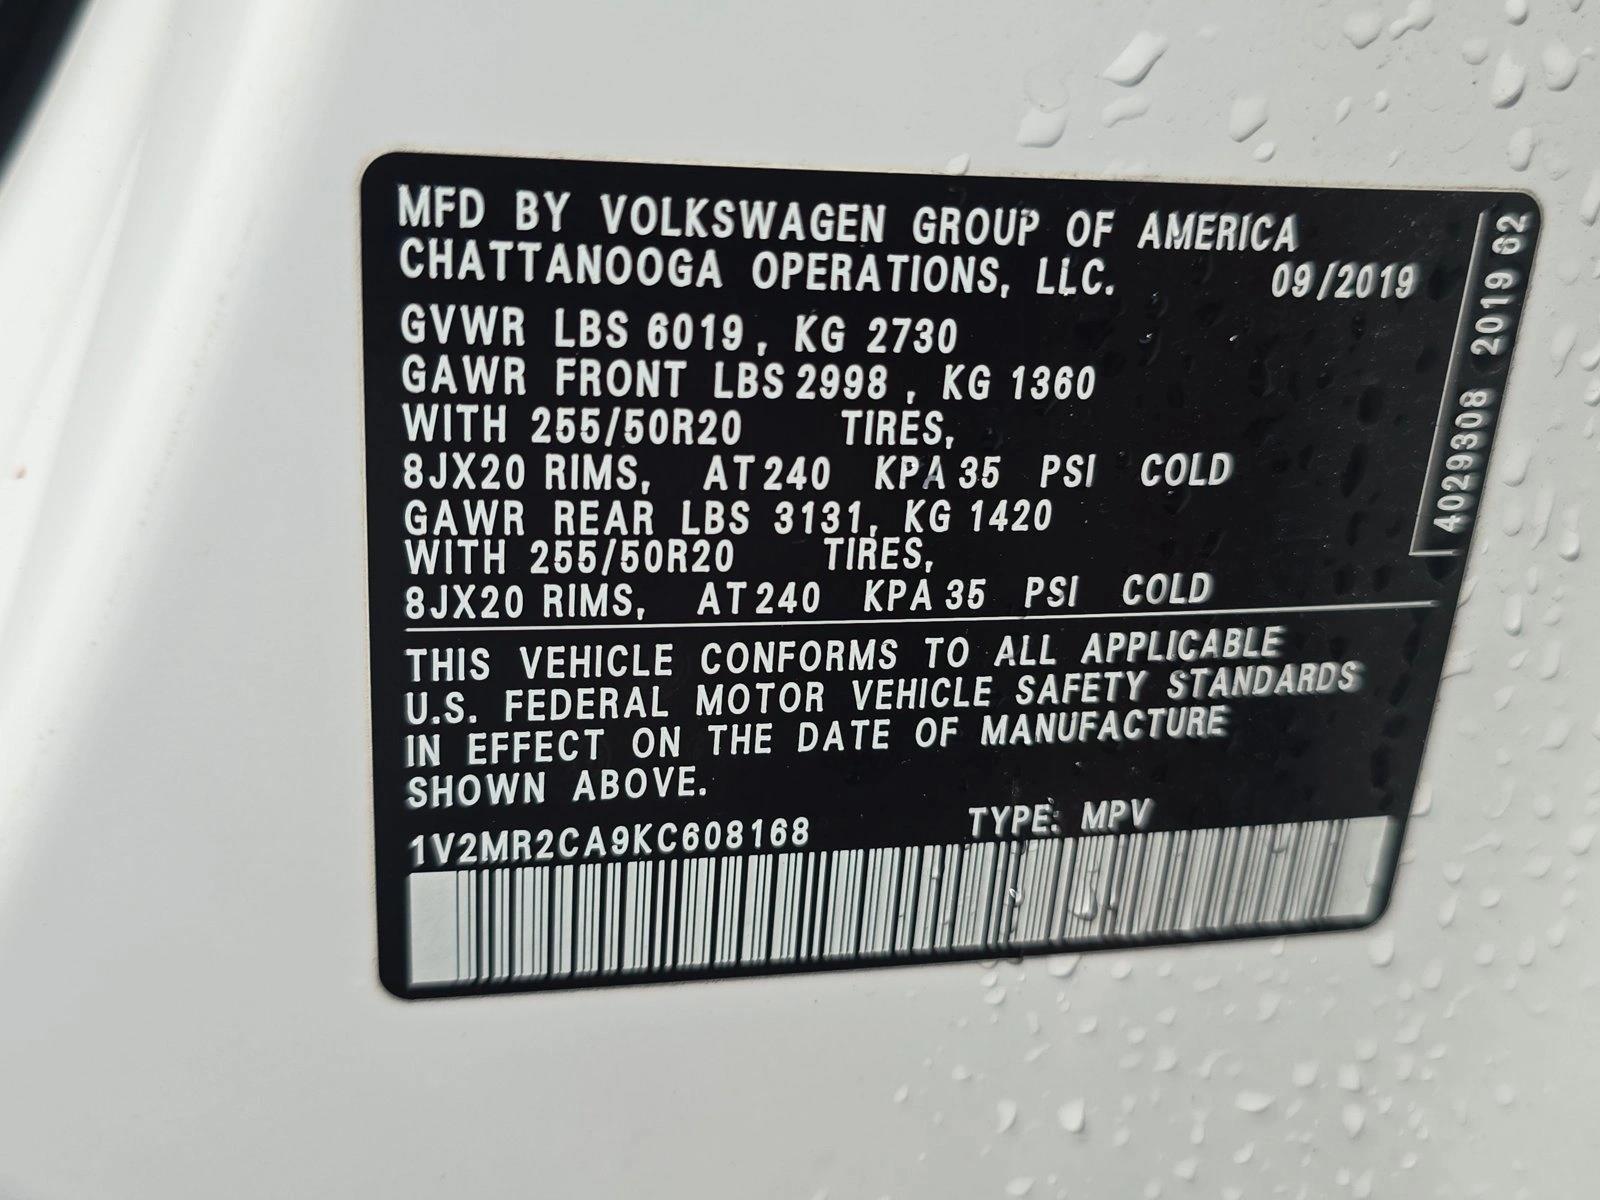 MFD BY VOLKSWAGEN GROUP OF AMERICA
CHATTANOOGA OPERATIONS, LLC. 09/2019
GVWR LBS 6019, KG 2730
GAWR FRONT LBS 2998, KG 1360
WITH 255/50R20 TIRES,
8JX20 RIMS, AT 240 KPA 35 PSI COLD
GAWR REAR LBS 3131, KG 1420
WITH 255/50R20 TIRES,
8JX20 RIMS, AT 240 KPA 35 PSI COLD
THIS VEHICLE CONFORMS TO ALL APPLICABLE
U.S. FEDERAL MOTOR VEHICLE SAFETY STANDARDS
IN EFFECT ON THE DATE OF MANUFACTURE
SHOWN ABOVE.
1V2MR2CA9KC608168 TYPE: MPV
4029308 2019 62